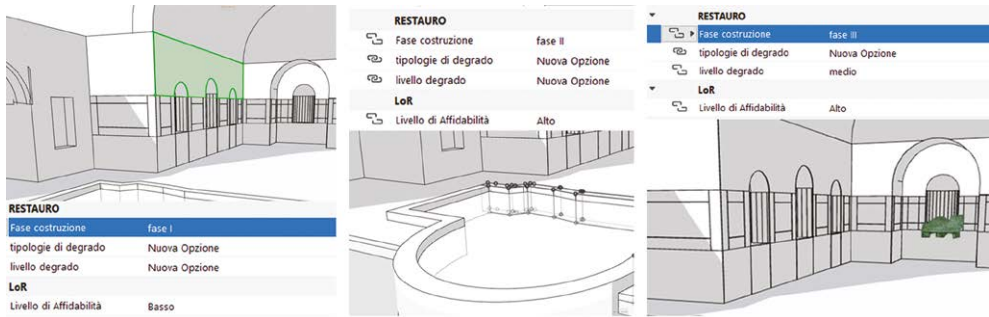 RESTAURO
Fase costruzione fase I
tipologie di degrado Nuova Opzione
livello degrado Nuova Opzione
LoR
Livello di Affidabilità Basso
RESTAURO
Fase costruzione fase II
tipologie di degrado Nuova Opzione
livello degrado Nuova Opzione
LoR
Livello di Affidabilità Alto
RESTAURO
Fase costruzione fase III
tipologie di degrado Nuova Opzione
livello degrado medio
LoR
Livello di Affidabilità Alto